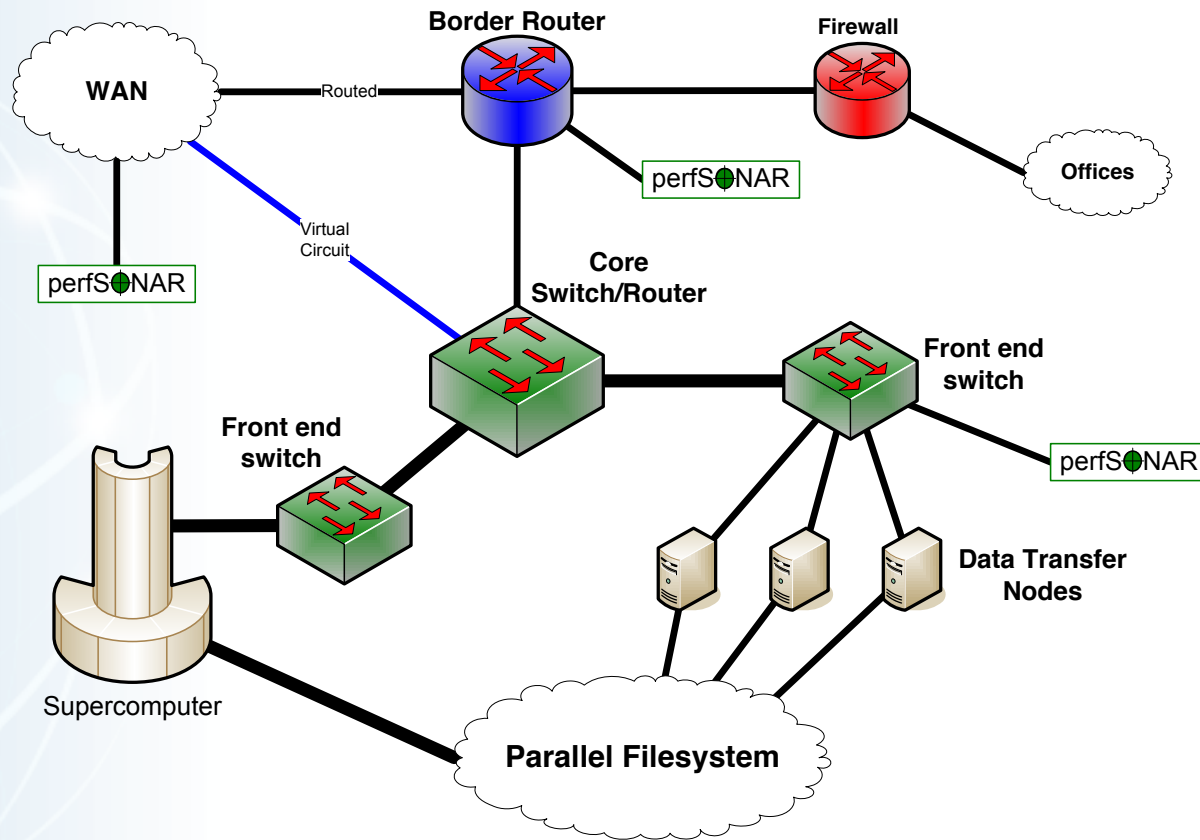 Border Router
Firewall
WAN
Routed
perfSONAR
Offices
Virtual
Circuit
perfSONAR
Core
Switch/Router
Front end
switch
Front end
switch
perfSONAR
Data Transfer
Nodes
Supercomputer
Parallel Filesystem